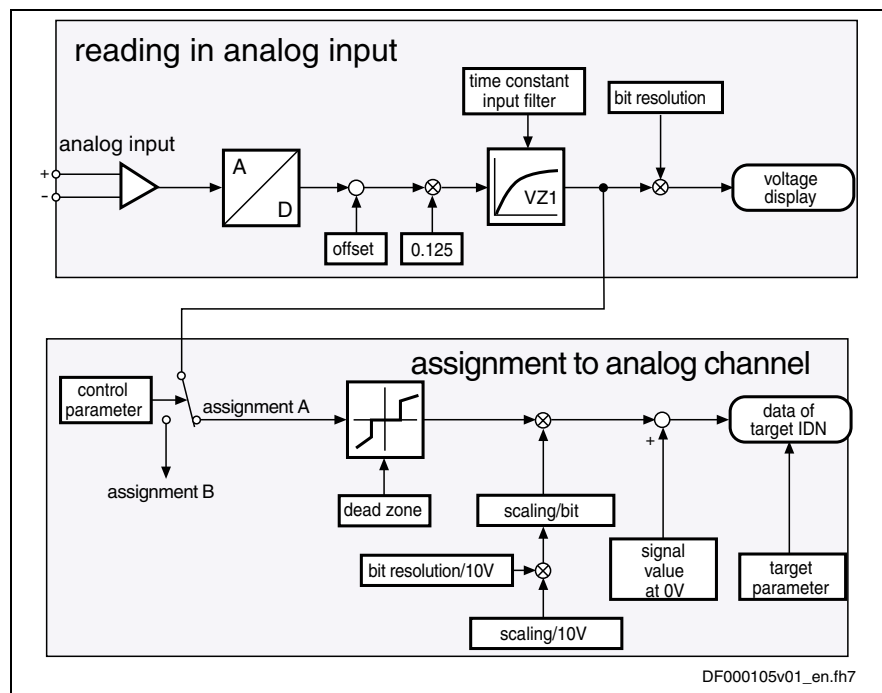 reading in analog input
time constant
input filter
bit resolution
analog input
+
-
A
D
VZ1
voltage
display
offset
0.125
assignment to analog channel
control
parameter
assignment A
data of
target IDN
+
assignment B
dead zone
scaling/bit
signal
value
at 0V
target
parameter
bit resolution/10V
scaling/10V
DF000105v01_en.fh7